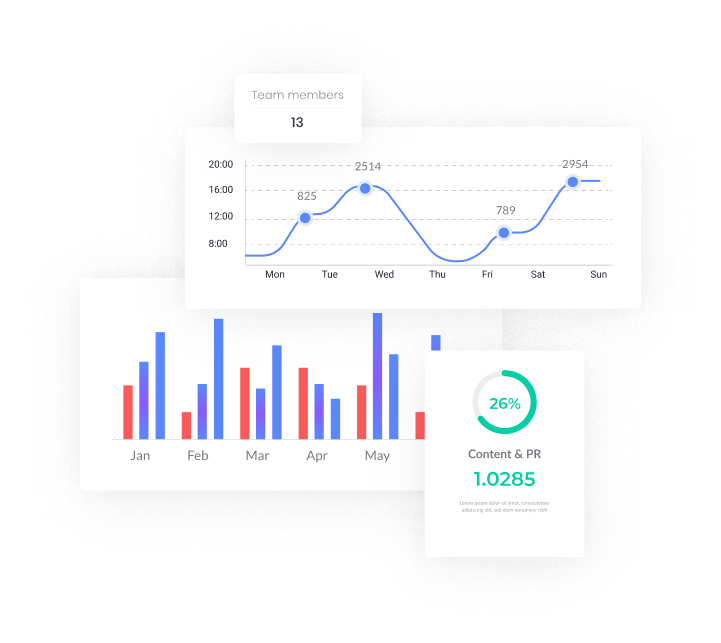 Team members
13
20:00
16:00
12:00
8:00
825
2514
789
2954
Mon Tue Wed Thu Fri Sat Sun
Jan Feb Mar Apr May
26%
Content & PR
1.0285
Lorem ipsum dolor sit amet, consectetuer
adipiscing elit, sed diam nonummy nibh